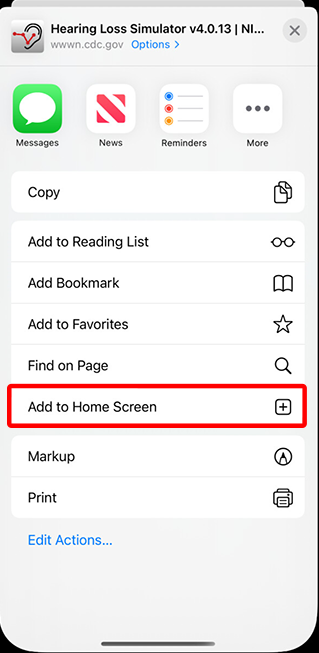 Hearing Loss Simulator v4.0.13 | NI...
wwwn.cdc.gov Options >
Messages News Reminders More
Copy
Add to Reading List
Add Bookmark
Add to Favorites
Find on Page
Add to Home Screen
Markup
Print
Edit Actions...